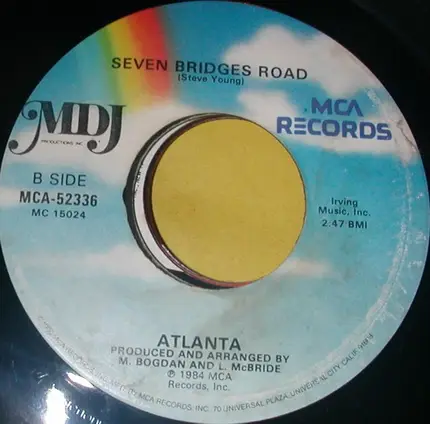 SEVEN BRIDGES ROAD
(Steve Young)
MDJ
PRODUCTIONS, INC.
MCA
RECORDS
B SIDE
MCA-52336
MC 15024
Irving
Music, Inc.
2:47 BMI
ATLANTA
PRODUCED AND ARRANGED BY
M. BOGDAN AND L. McBRIDE
℗ 1984 MCA
Records, Inc.
BY MCA RECORDS, INC. 70 UNIVERSAL PLAZA, UNIVERSAL CITY, CALIF.